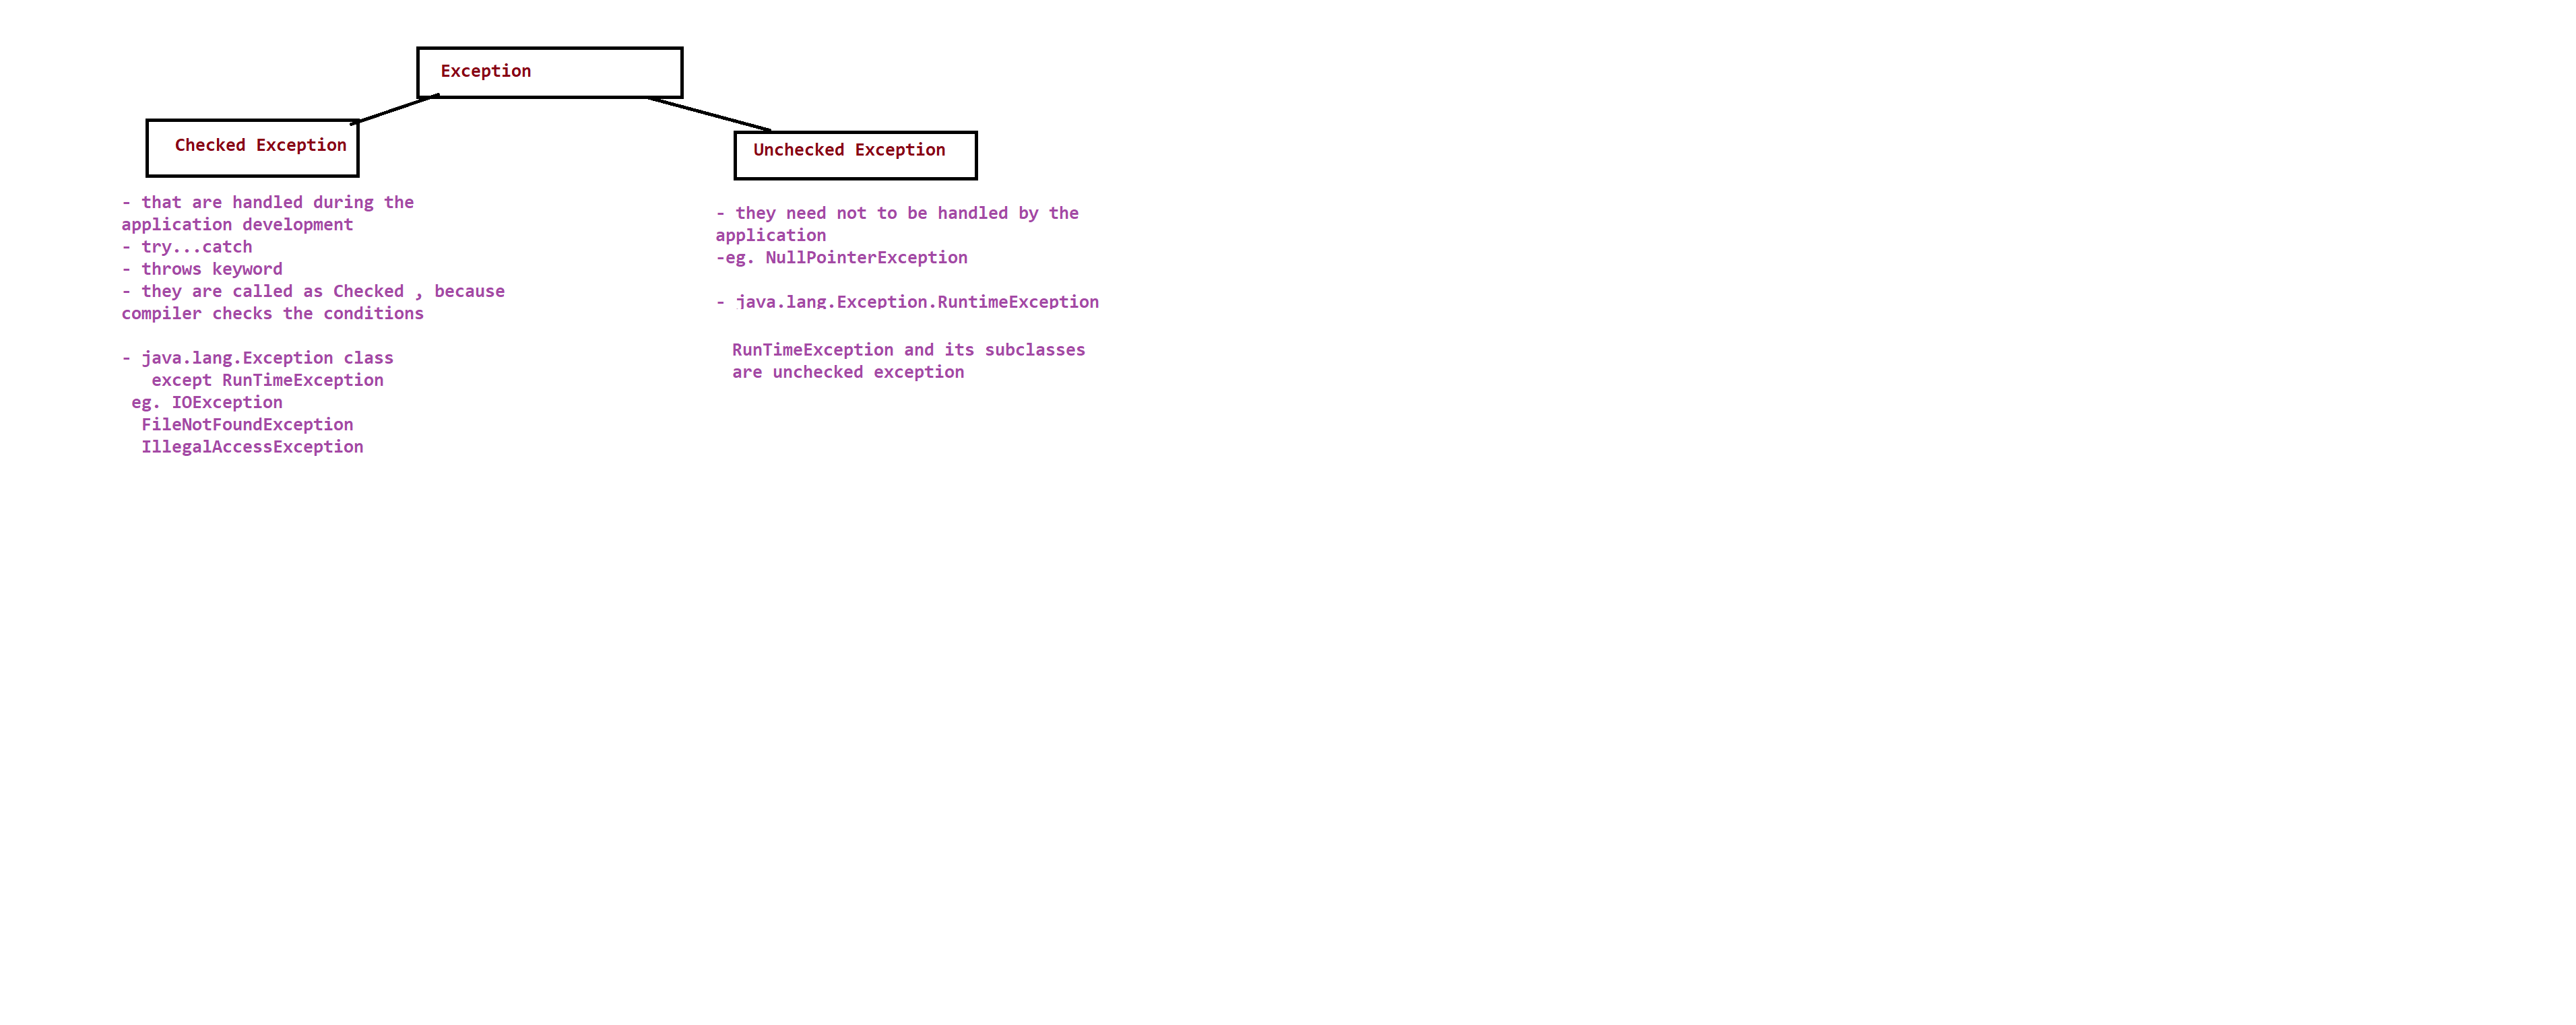 Exception
Checked Exception
- that are handled during the
application development
- try...catch
- throws keyword
- they are called as Checked , because
compiler checks the conditions
- java.lang.Exception class
except RunTimeException
eg. IOException
FileNotFoundException
IllegalAccessException
Unchecked Exception
- they need not to be handled by the
application
-eg. NullPointerException
- java.lang.Exception.RuntimeException
RunTimeException and its subclasses
are unchecked exception